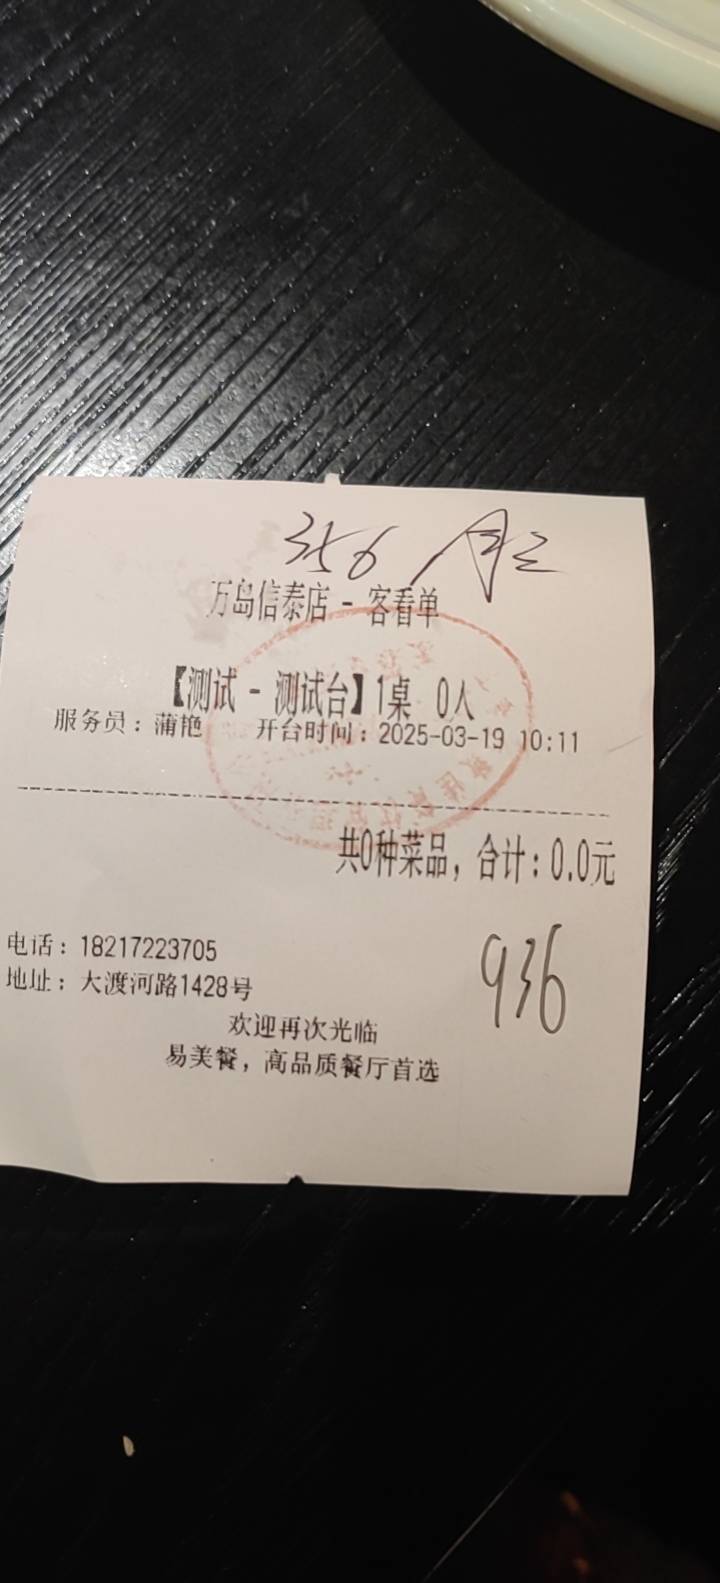 356
万岛信泰店 - 客看单
【测试 - 测试台】1桌 0人
服务员：蒲艳 开台时间：2025-03-19 10:11
共0种菜品，合计：0.0元
936
电话：18217223705
地址：大渡河路1428号
欢迎再次光临
易美餐，高品质餐厅首选